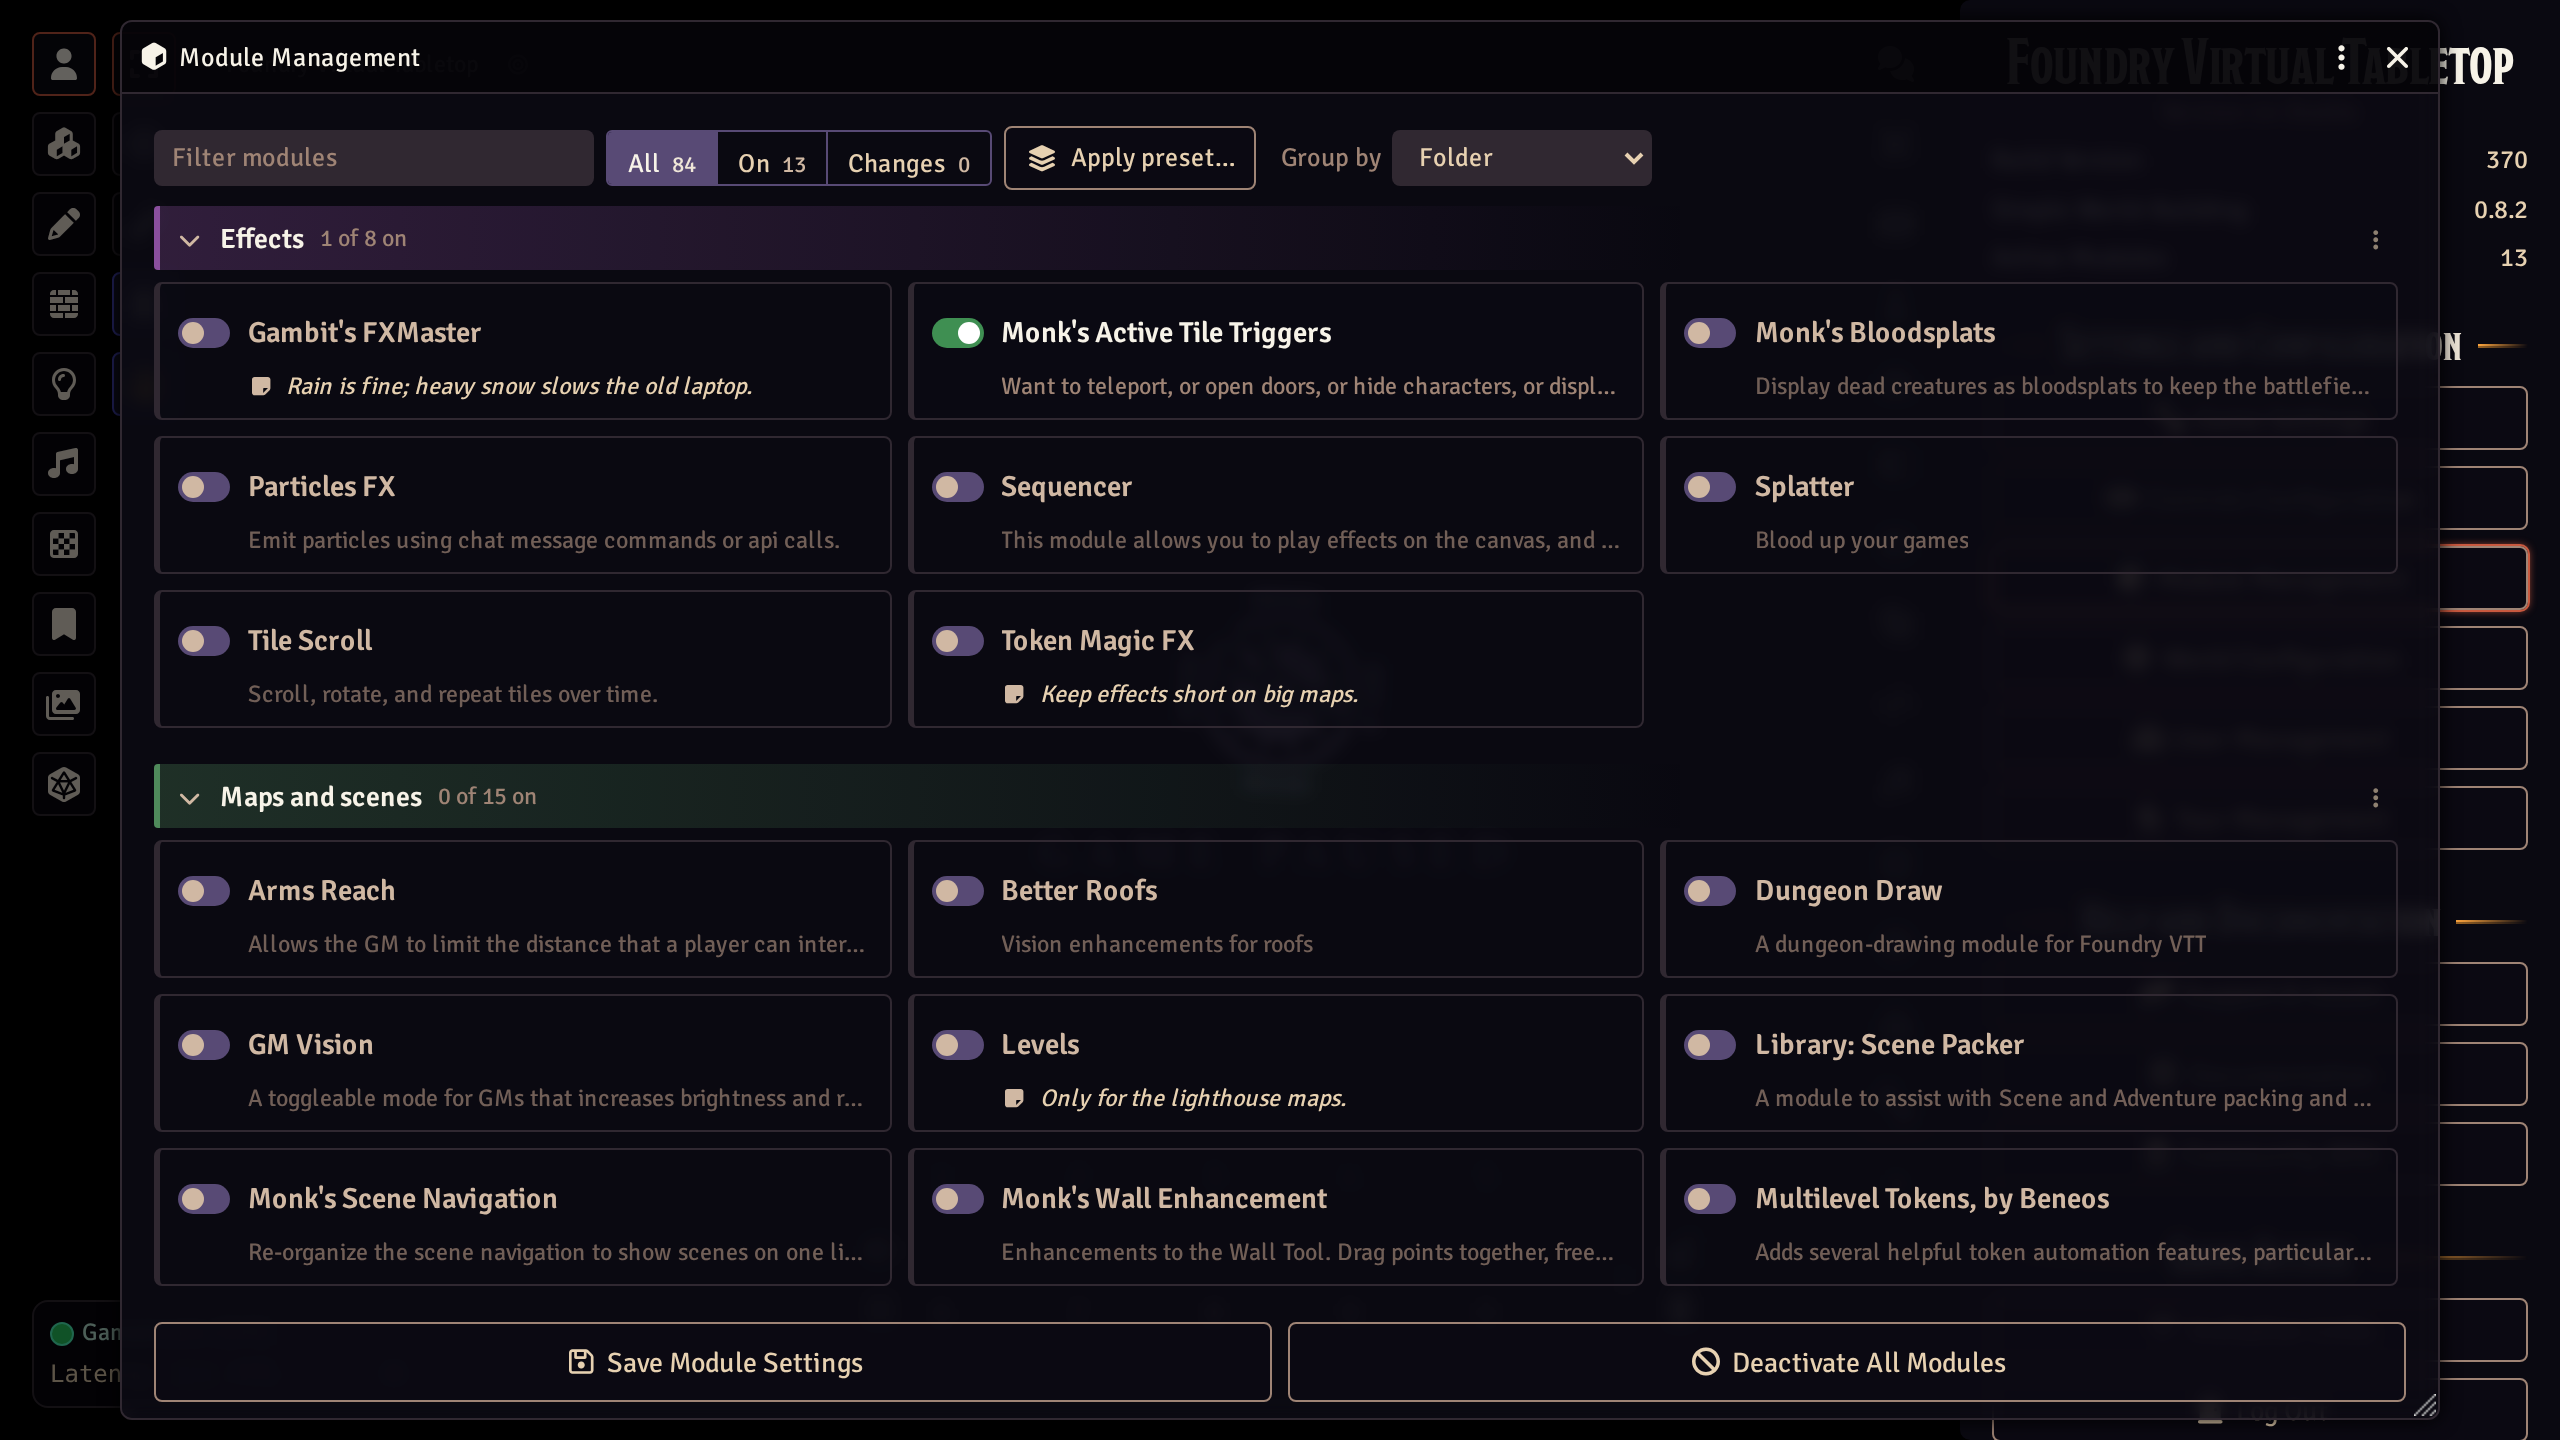 Module Management
FOUNDRY VIRTUAL TABLETOP
Filter modules
All 84
On 13
Changes 0
Apply preset...
Group by
Folder
370
0.8.2
13
Effects 1 of 8 on
Gambit's FXMaster
Rain is fine; heavy snow slows the old laptop.
Monk's Active Tile Triggers
Want to teleport, or open doors, or hide characters, or displ...
Monk's Bloodsplats
Display dead creatures as bloodsplats to keep the battlefie...
Particles FX
Emit particles using chat message commands or api calls.
Sequencer
This module allows you to play effects on the canvas, and ...
Splatter
Blood up your games
Tile Scroll
Scroll, rotate, and repeat tiles over time.
Token Magic FX
Keep effects short on big maps.
Maps and scenes 0 of 15 on
Arms Reach
Allows the GM to limit the distance that a player can inter...
Better Roofs
Vision enhancements for roofs
Dungeon Draw
A dungeon-drawing module for Foundry VTT
GM Vision
A toggleable mode for GMs that increases brightness and r...
Levels
Only for the lighthouse maps.
Library: Scene Packer
A module to assist with Scene and Adventure packing and ...
Monk's Scene Navigation
Re-organize the scene navigation to show scenes on one li...
Monk's Wall Enhancement
Enhancements to the Wall Tool. Drag points together, free...
Multilevel Tokens, by Beneos
Adds several helpful token automation features, particular...
Gam
Laten
Save Module Settings
Deactivate All Modules
Log Out